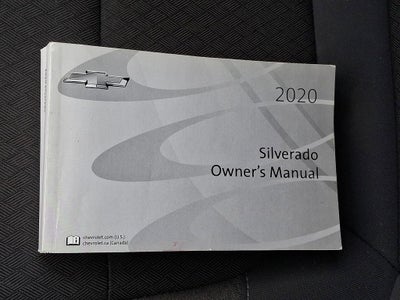 2020
Silverado
Owner's Manual
chevrolet.com (U.S.)
chevrolet.ca (Canada)